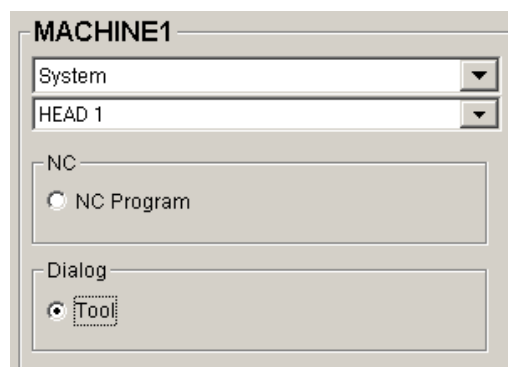 MACHINE1
System
HEAD 1
NC
NC Program
Dialog
Tool